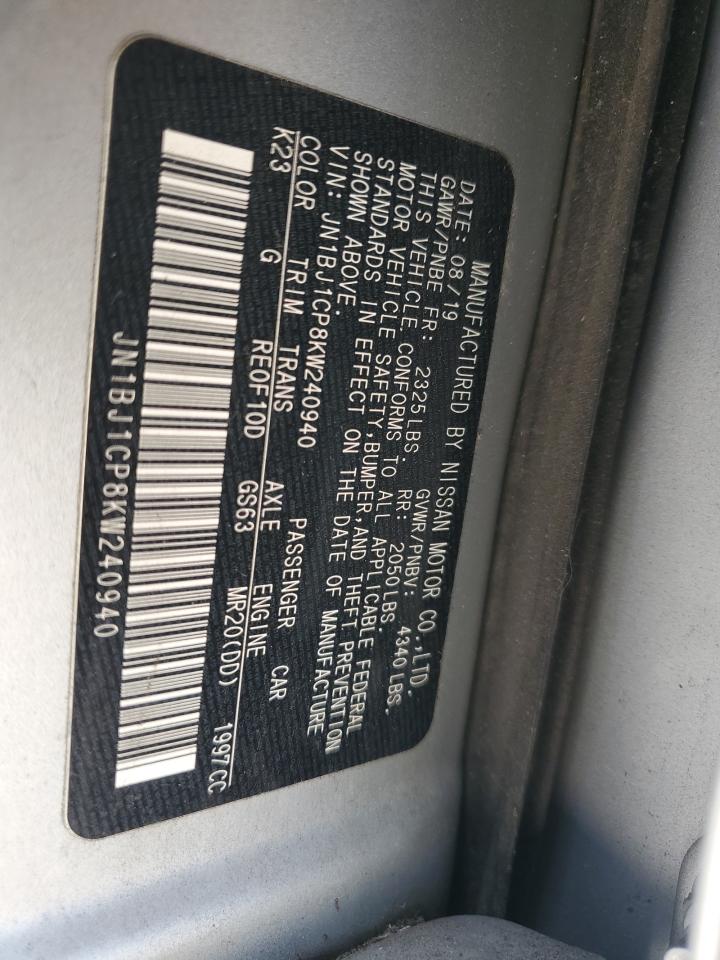 MANUFACTURED BY NISSAN MOTOR CO.,LTD.
DATE: 08/19 GVWR/PNBV: 4340LBS.
GAWR/PNBE FR: 2325LBS. RR: 2050LBS.
THIS VEHICLE CONFORMS TO ALL APPLICABLE FEDERAL
MOTOR VEHICLE SAFETY,BUMPER,AND THEFT PREVENTION
STANDARDS IN EFFECT ON THE DATE OF MANUFACTURE
SHOWN ABOVE.
VIN: JN1BJ1CP8KW240940 PASSENGER CAR
COLOR TRIM TRANS AXLE ENGINE
K23 G RE0F10D GS63 MR20(DD) 1997CC
JN1BJ1CP8KW240940